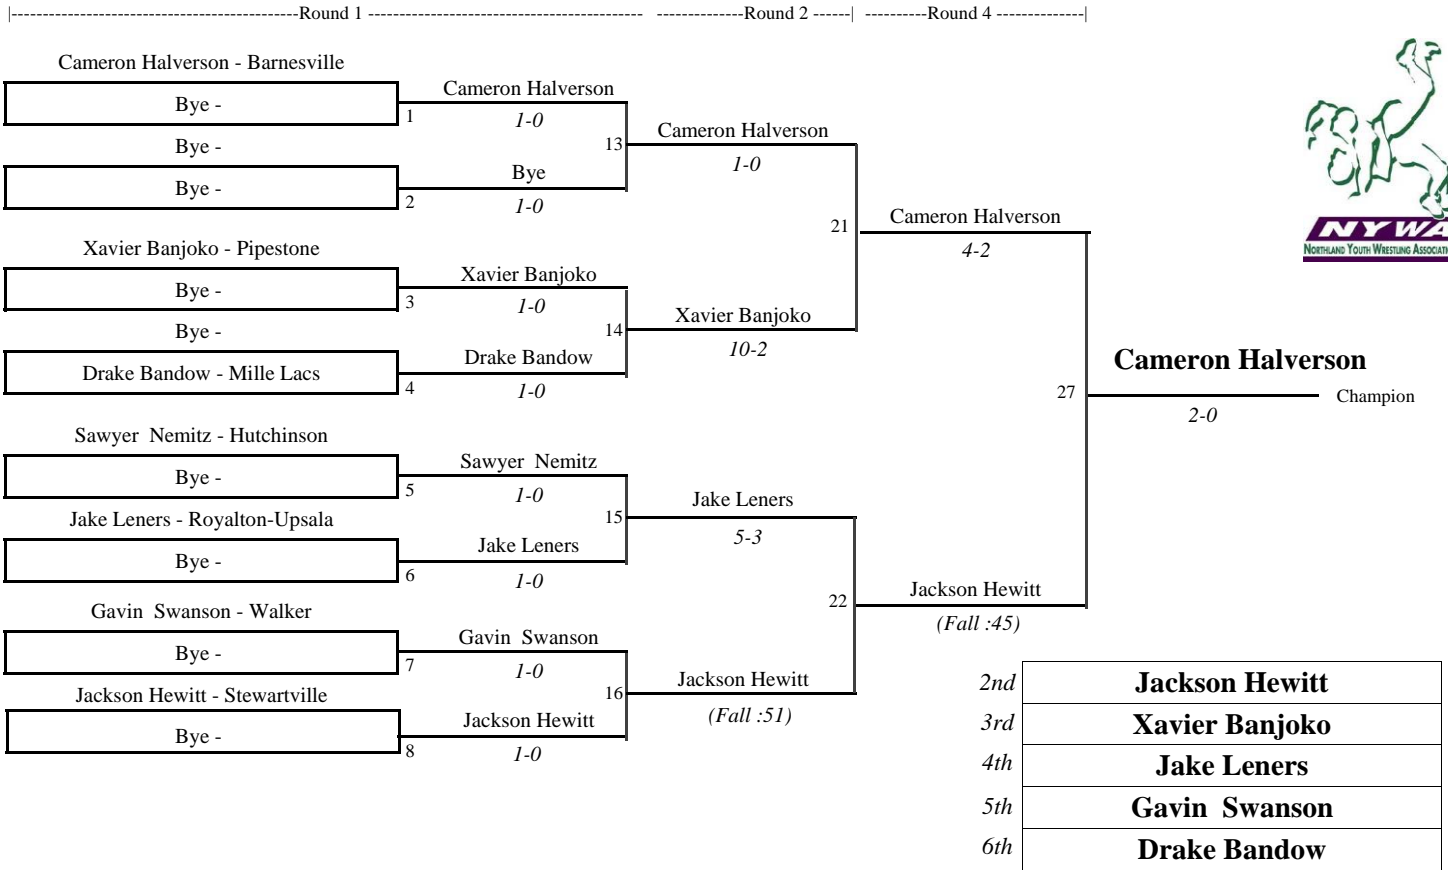 |----------------------------------------------Round 1 -------------------------------------------- --------------Round 2 ------| ----------Round 4 --------------|
Cameron Halverson - Barnesville
Bye -
1
Cameron Halverson
1-0
Bye -
Bye -
2
Bye
1-0
13
Cameron Halverson
1-0
Xavier Banjoko - Pipestone
Bye -
3
Xavier Banjoko
1-0
Bye -
Drake Bandow - Mille Lacs
4
Drake Bandow
1-0
14
Xavier Banjoko
10-2
21
Cameron Halverson
4-2
Sawyer  Nemitz - Hutchinson
Bye -
5
Sawyer  Nemitz
1-0
Jake Leners - Royalton-Upsala
Bye -
6
Jake Leners
1-0
15
Jake Leners
5-3
Gavin  Swanson - Walker
Bye -
7
Gavin  Swanson
1-0
Jackson Hewitt - Stewartville
Bye -
8
Jackson Hewitt
1-0
16
Jackson Hewitt
(Fall :51)
22
Jackson Hewitt
(Fall :45)
27
Cameron Halverson
Champion
2-0
NYWA
NORTHLAND YOUTH WRESTLING ASSOCIATI
2nd Jackson Hewitt
3rd Xavier Banjoko
4th Jake Leners
5th Gavin  Swanson
6th Drake Bandow